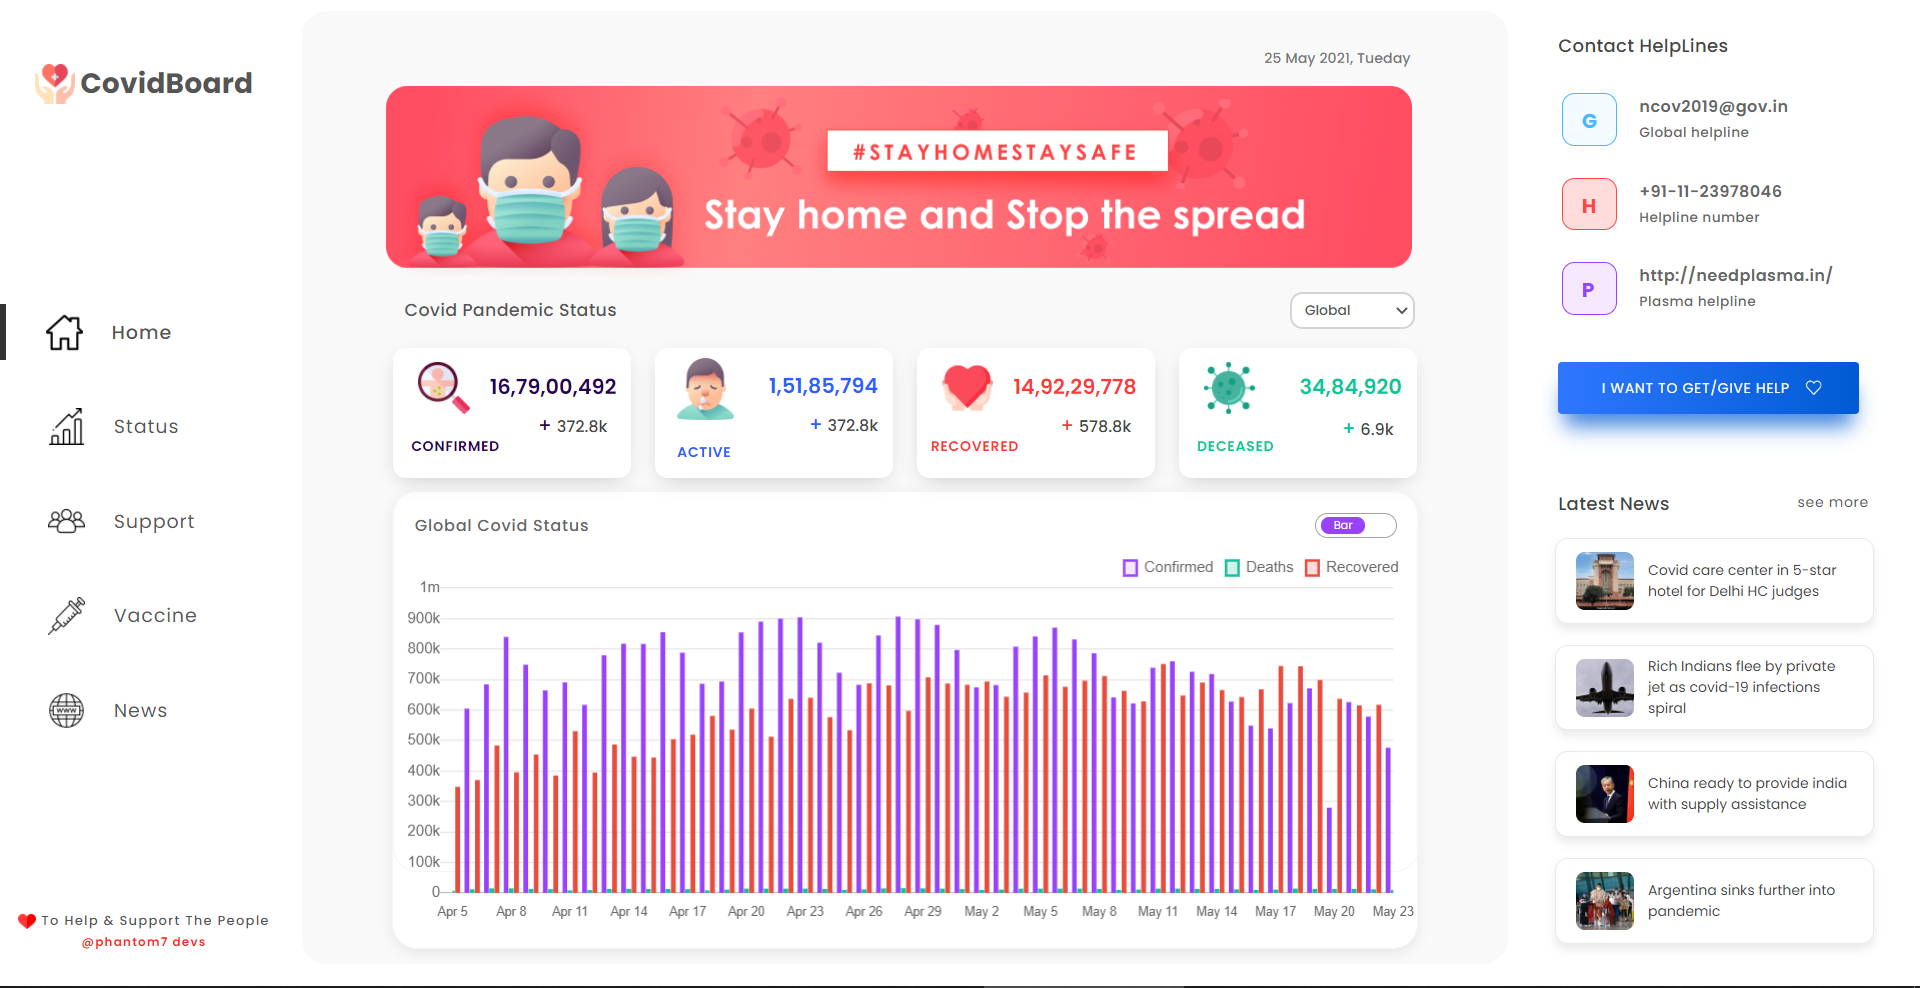 CovidBoard
Home
Status
Support
Vaccine
WWW
News
To Help & Support The People
@phantom7 devs
25 May 2021, Tueday
#STAYHOMESTAYSAFE
Stay home and Stop the spread
Covid Pandemic Status
Global
16,79,00,492
+ 372.8k
CONFIRMED
1,51,85,794
+ 372.8k
ACTIVE
14,92,29,778
+ 578.8k
RECOVERED
34,84,920
+ 6.9k
DECEASED
Global Covid Status
Bar
Confirmed Deaths Recovered
1m
900k
800k
700k
600k
500k
400k
300k
200k
100k
0
Apr 5 Apr 8 Apr 11 Apr 14 Apr 17 Apr 20 Apr 23 Apr 26 Apr 29 May 2 May 5 May 8 May 11 May 14 May 17 May 20 May 23
Contact HelpLines
G
ncov2019@gov.in
Global helpline
H
+91-11-23978046
Helpline number
P
http://needplasma.in/
Plasma helpline
I WANT TO GET/GIVE HELP
Latest News
see more
Covid care center in 5-star
hotel for Delhi HC judges
Rich Indians flee by private
jet as covid-19 infections
spiral
China ready to provide india
with supply assistance
Argentina sinks further into
pandemic